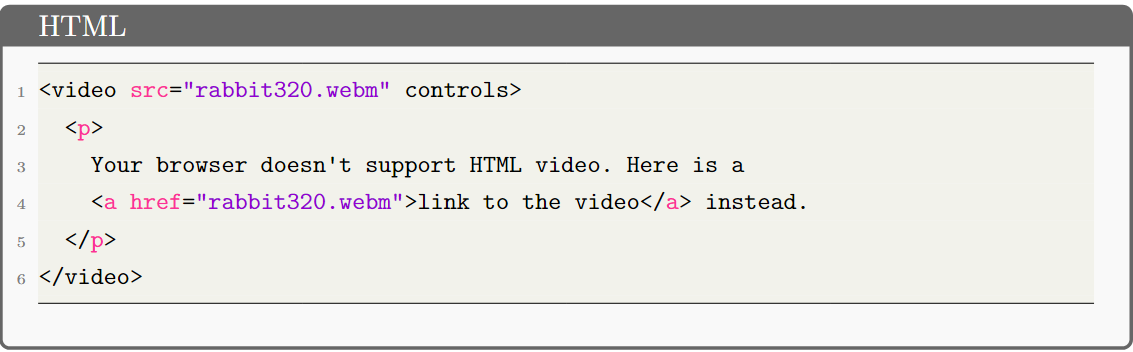 HTML
1 <video src="rabbit320.webm" controls>
2   <p>
3     Your browser doesn't support HTML video. Here is a
4     <a href="rabbit320.webm">link to the video</a> instead.
5   </p>
6 </video>